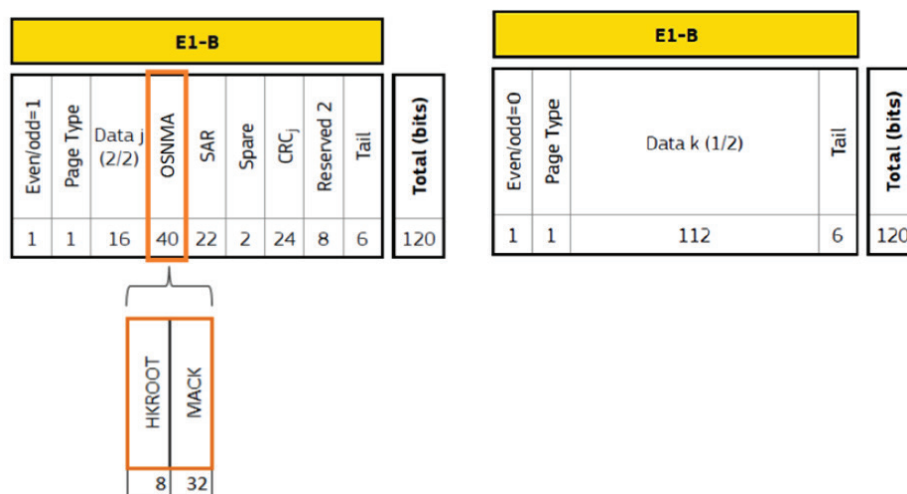 E1-B
Even/odd=1 Page Type Data j (2/2) OSNMA SAR Spare CRCj Reserved 2 Tail Total (bits)
1 1 16 40 22 2 24 8 6 120
HKROOT MACK
8 32
E1-B
Even/odd=0 Page Type Data k (1/2) Tail Total (bits)
1 1 112 6 120